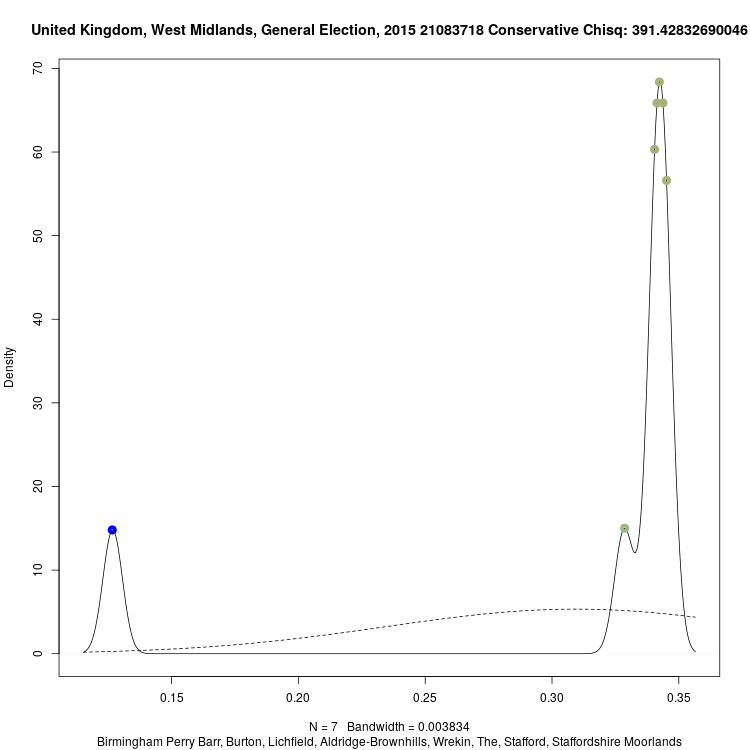 United Kingdom, West Midlands, General Election, 2015 21083718 Conservative Chisq: 391.42832690046
70
60
50
40
30
20
10
0
Density
0.15 0.20 0.25 0.30 0.35
N = 7 Bandwidth = 0.003834
Birmingham Perry Barr, Burton, Lichfield, Aldridge-Brownhills, Wrekin, The, Stafford, Staffordshire Moorlands